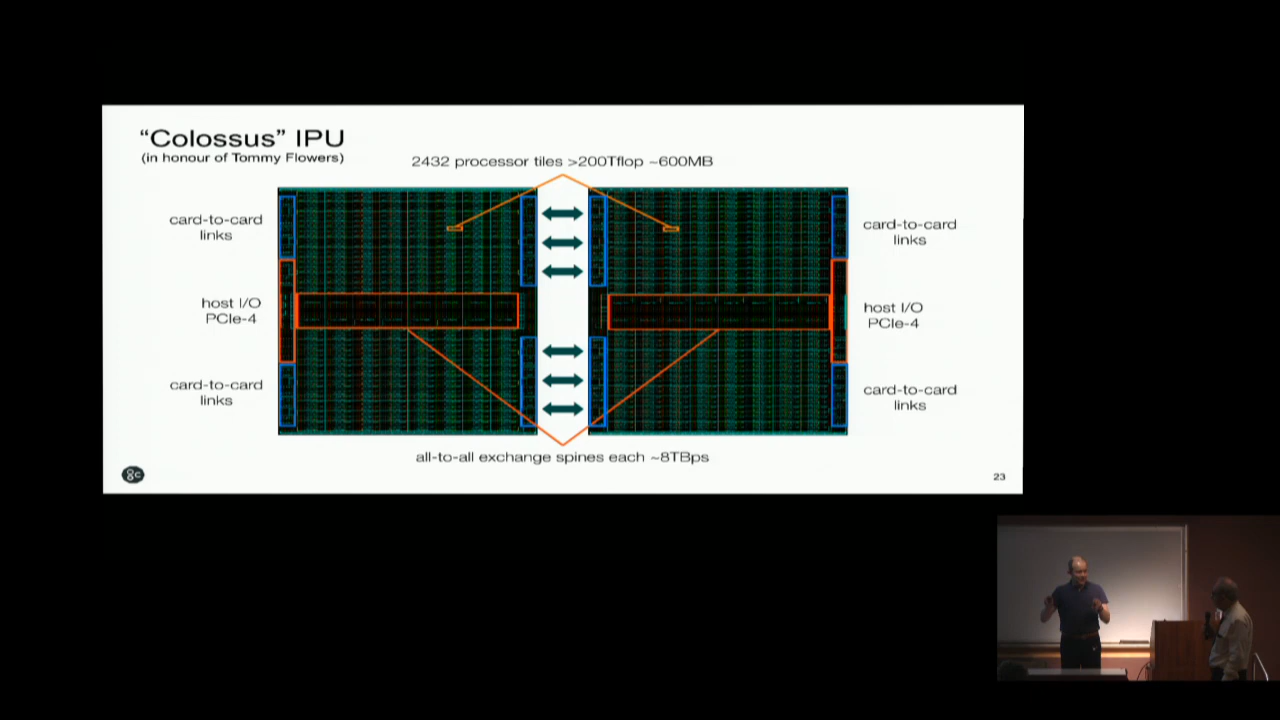 “Colossus” IPU
(in honour of Tommy Flowers)
2432 processor tiles >200Tflop ~600MB
card-to-card
links
card-to-card
links
host I/O
PCIe-4
host I/O
PCIe-4
card-to-card
links
card-to-card
links
all-to-all exchange spines each ~8TBps
gc
23